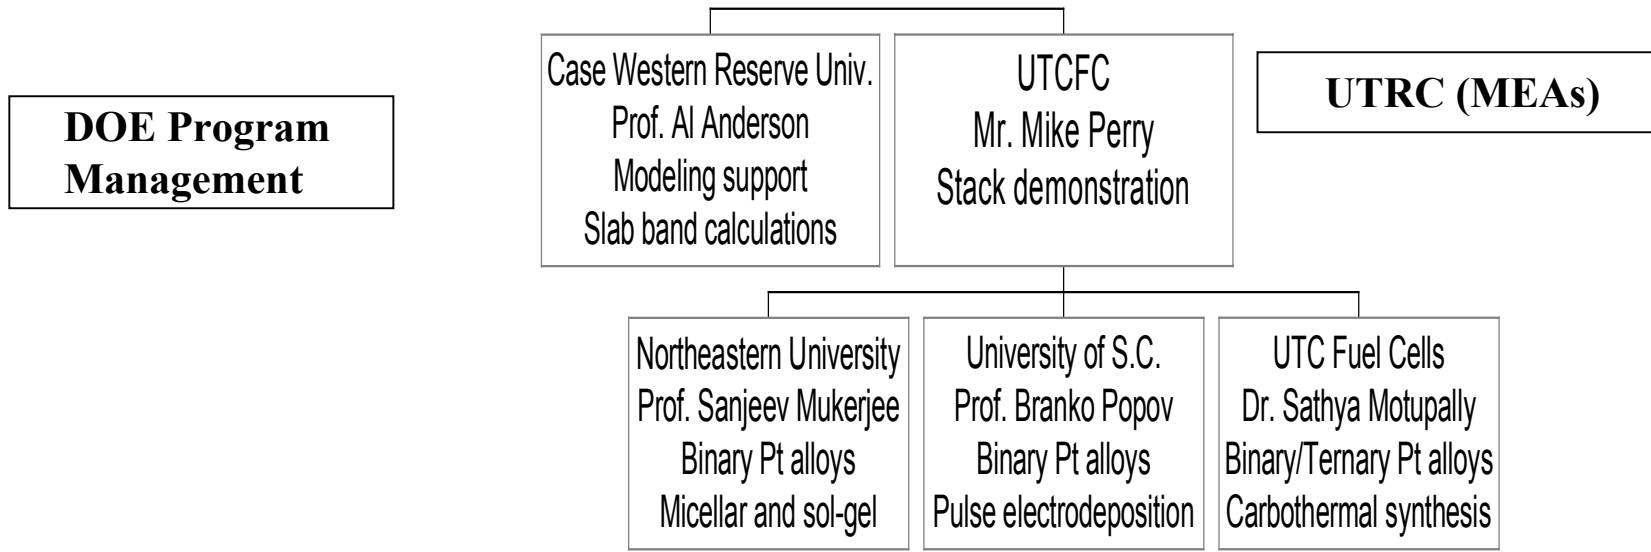 DOE Program
Management
Case Western Reserve Univ.
Prof. Al Anderson
Modeling support
Slab band calculations
UTCFC
Mr. Mike Perry
Stack demonstration
UTRC (MEAs)
Northeastern University
Prof. Sanjeev Mukerjee
Binary Pt alloys
Micellar and sol-gel
University of S.C.
Prof. Branko Popov
Binary Pt alloys
Pulse electrodeposition
UTC Fuel Cells
Dr. Sathya Motupally
Binary/Ternary Pt alloys
Carbothermal synthesis